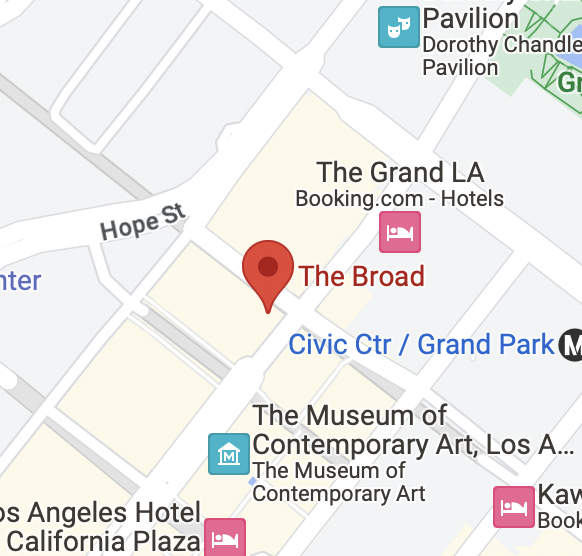 Pavilion
Dorothy Chandle
Pavilion
Gr
The Grand LA
Booking.com - Hotels
Hope St
nter
The Broad
Civic Ctr / Grand Park M
The Museum of
Contemporary Art, Los A...
The Museum of
Contemporary Art
M
Kaw
Book
os Angeles Hotel
California Plaza